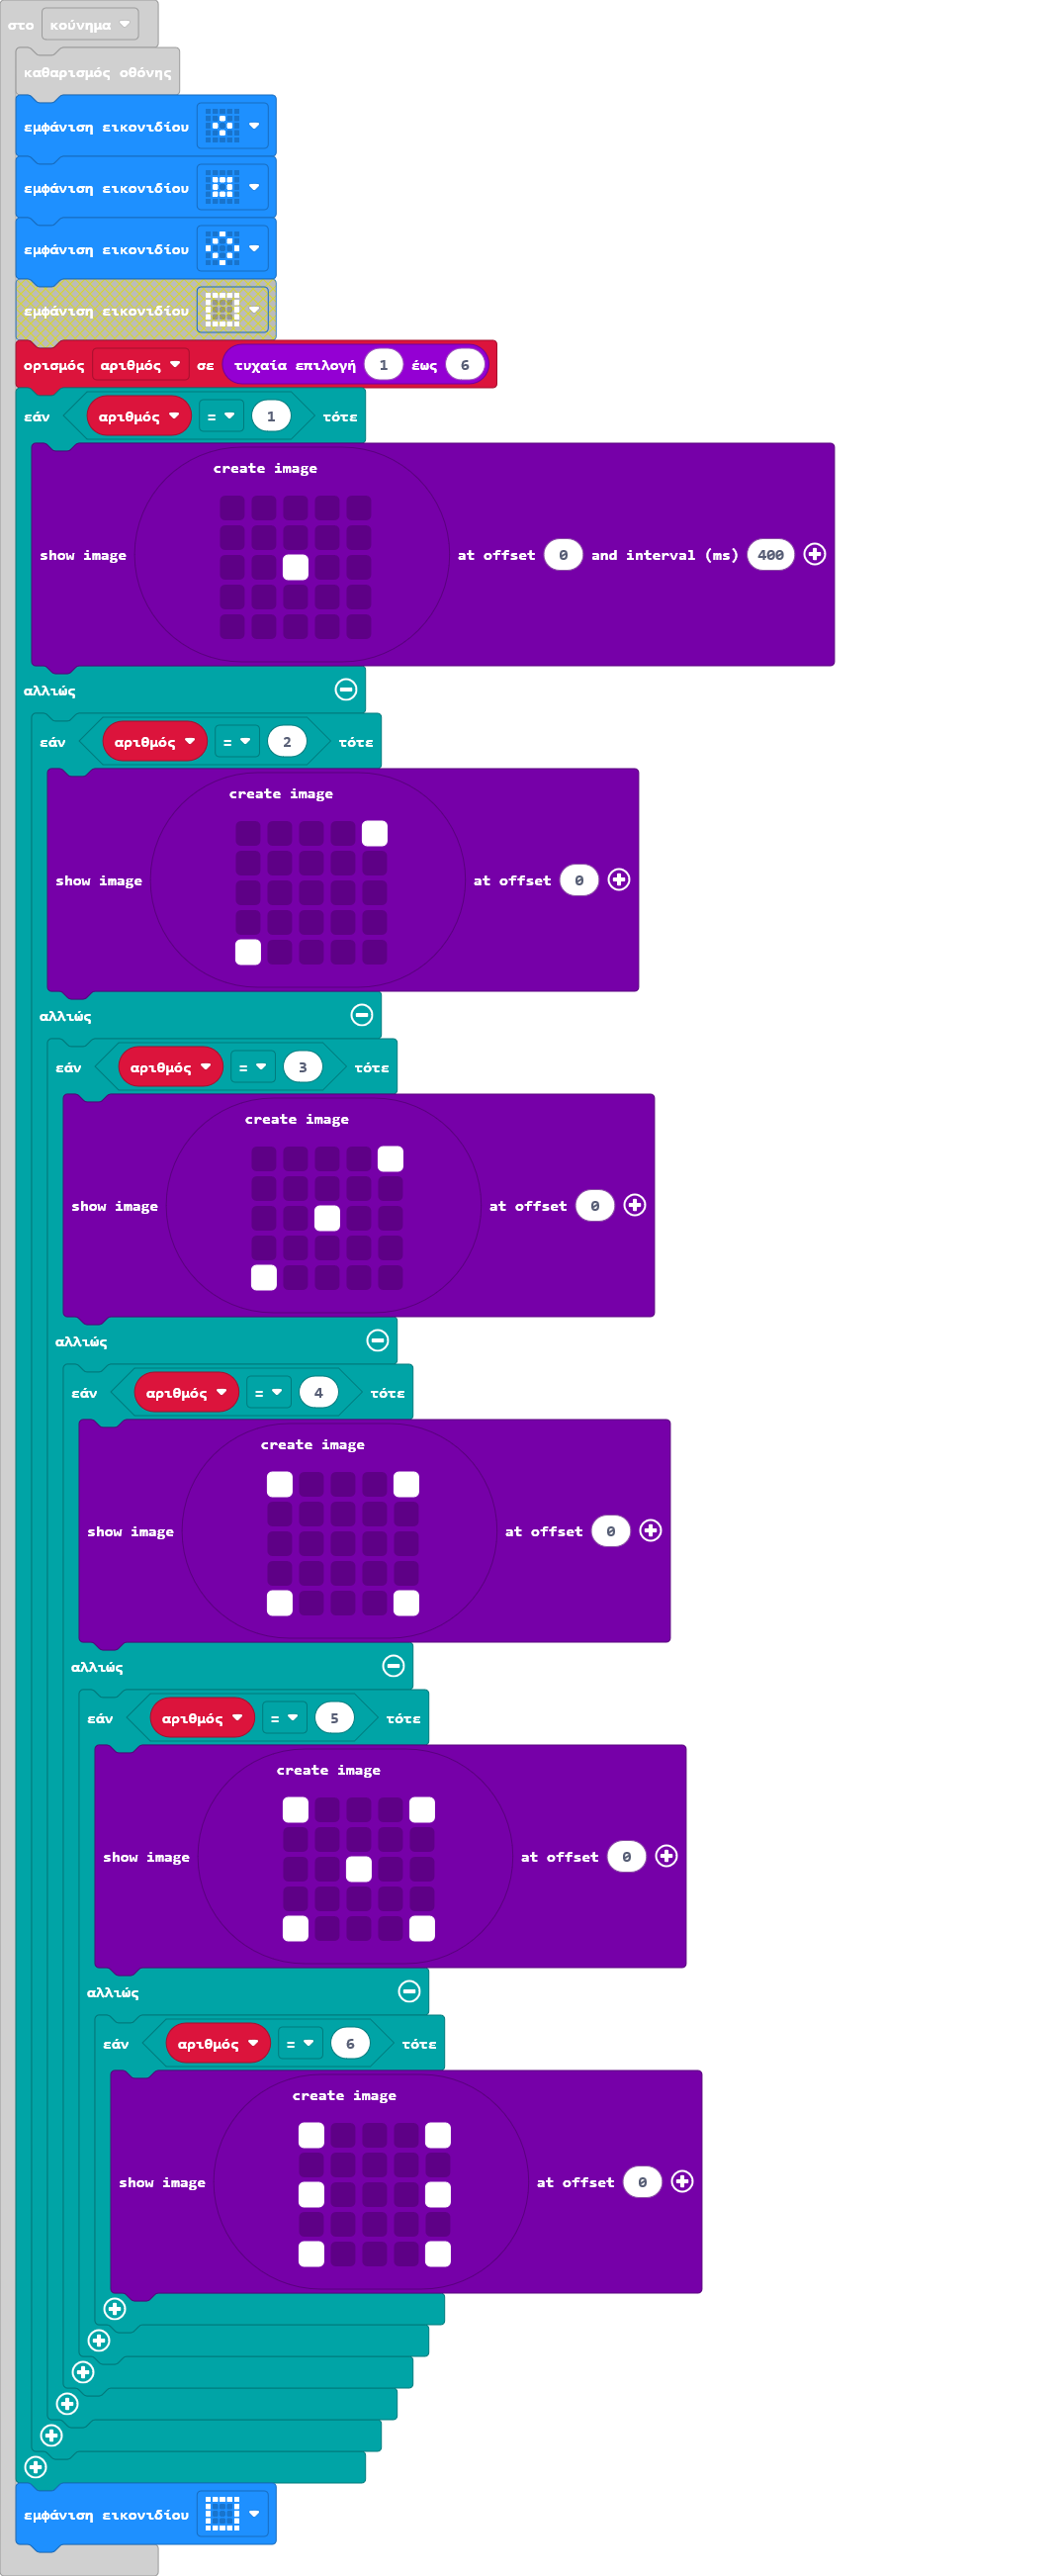 στο κούνημα
καθαρισμός οθόνης
εμφάνιση εικονιδίου
εμφάνιση εικονιδίου
εμφάνιση εικονιδίου
εμφάνιση εικονιδίου
ορισμός αριθμός σε τυχαία επιλογή 1 έως 6
εάν αριθμός = 1 τότε
create image
show image at offset 0 and interval (ms) 400
αλλιώς
εάν αριθμός = 2 τότε
create image
show image at offset 0
αλλιώς
εάν αριθμός = 3 τότε
create image
show image at offset 0
αλλιώς
εάν αριθμός = 4 τότε
create image
show image at offset 0
αλλιώς
εάν αριθμός = 5 τότε
create image
show image at offset 0
αλλιώς
εάν αριθμός = 6 τότε
create image
show image at offset 0
εμφάνιση εικονιδίου